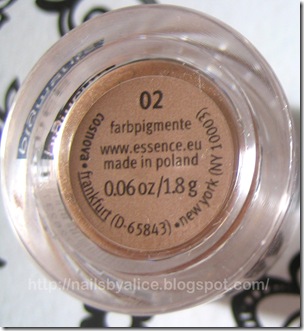 02
farbpigmente
www.essence.eu
made in poland
0.06 oz/1.8 g
cosnova • frankfurt (D-65843) • new york (NY 10003)
http://nailsbyalice.blogspot.com/